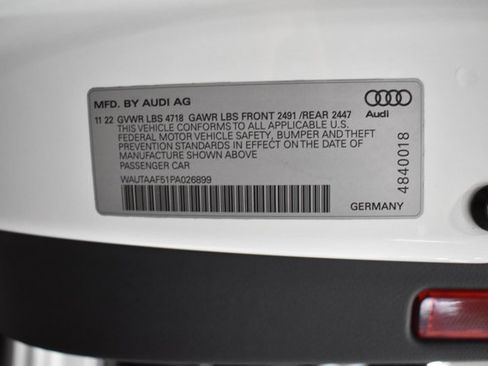 MFD. BY AUDI AG
11 22 GVWR LBS 4718 GAWR LBS FRONT 2491 /REAR 2447
THIS VEHICLE CONFORMS TO ALL APPLICABLE U.S.
FEDERAL MOTOR VEHICLE SAFETY, BUMPER AND THEFT
PREVENTION STANDARDS IN EFFECT ON THE DATE OF
MANUFACTURE SHOWN ABOVE
PASSENGER CAR
WAUTAAF51PA026899
Audi
4840018
GERMANY